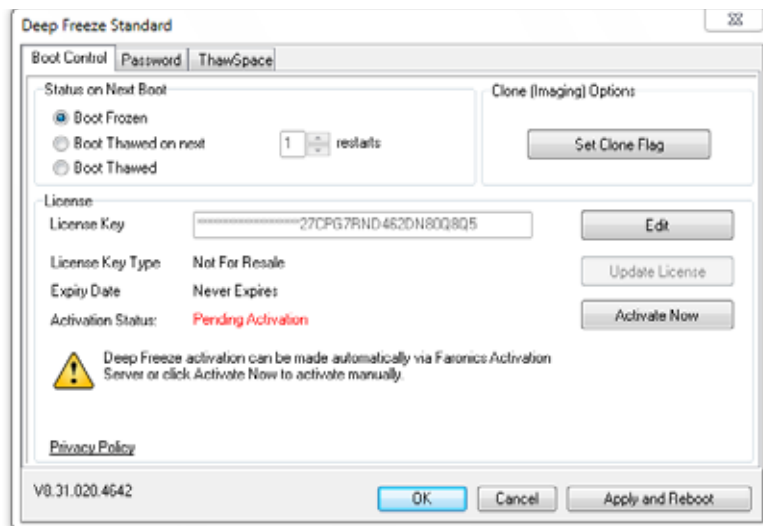 Deep Freeze Standard
Boot Control Password ThawSpace
Status on Next Boot
Boot Frozen
Boot Thawed on next 1 restarts
Boot Thawed
Clone (Imaging) Options
Set Clone Flag
License
License Key 27CPG7RND462DN80Q8Q5 Edit
License Key Type Not For Resale Update License
Expiry Date Never Expires
Activation Status: Pending Activation Activate Now
Deep Freeze activation can be made automatically via Faronics Activation
Server or click Activate Now to activate manually.
Privacy Policy
V8.31.020.4642 OK Cancel Apply and Reboot